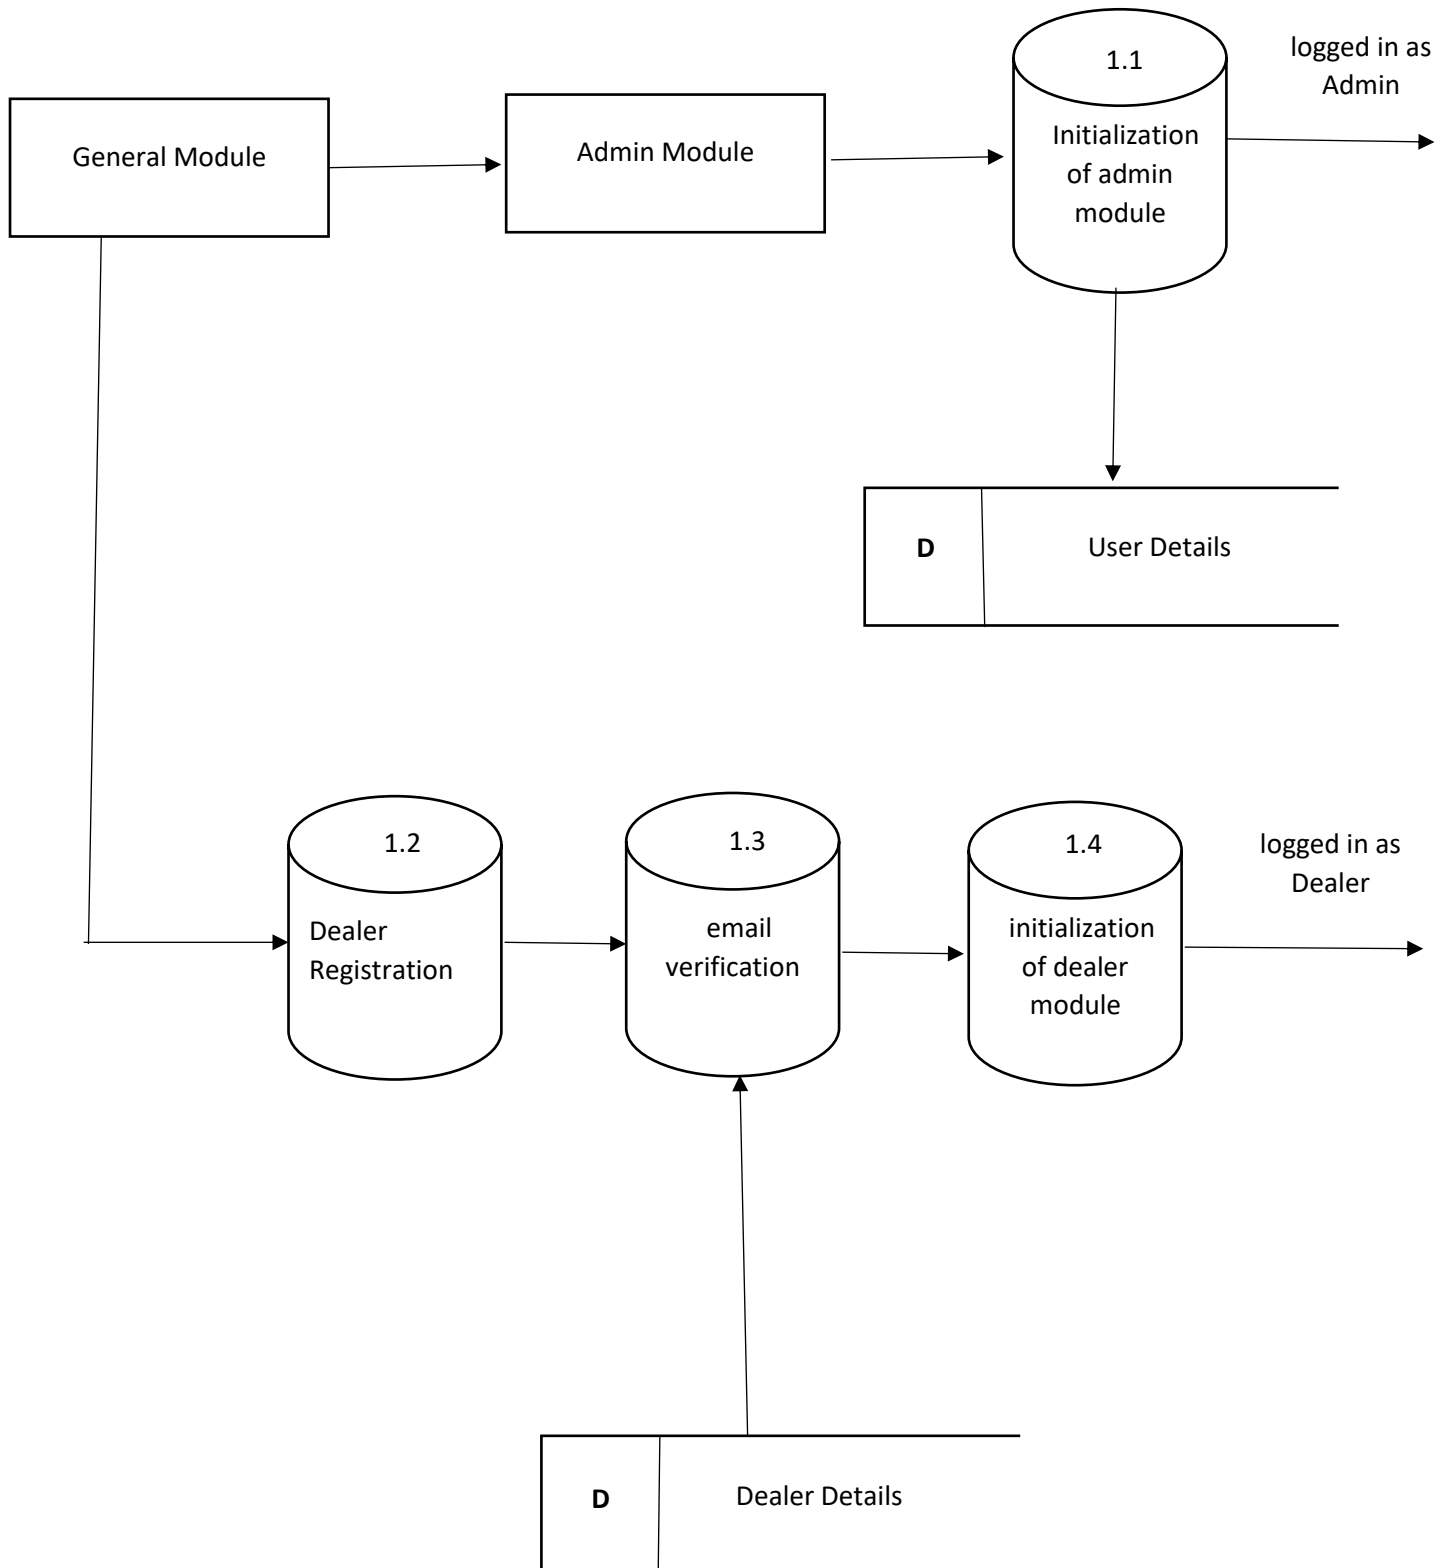 1.1
logged in as
Admin
General Module
Admin Module
Initialization
of admin
module
D
User Details
1.2
1.3
1.4
logged in as
Dealer
Dealer
Registration
email
verification
initialization
of dealer
module
D
Dealer Details